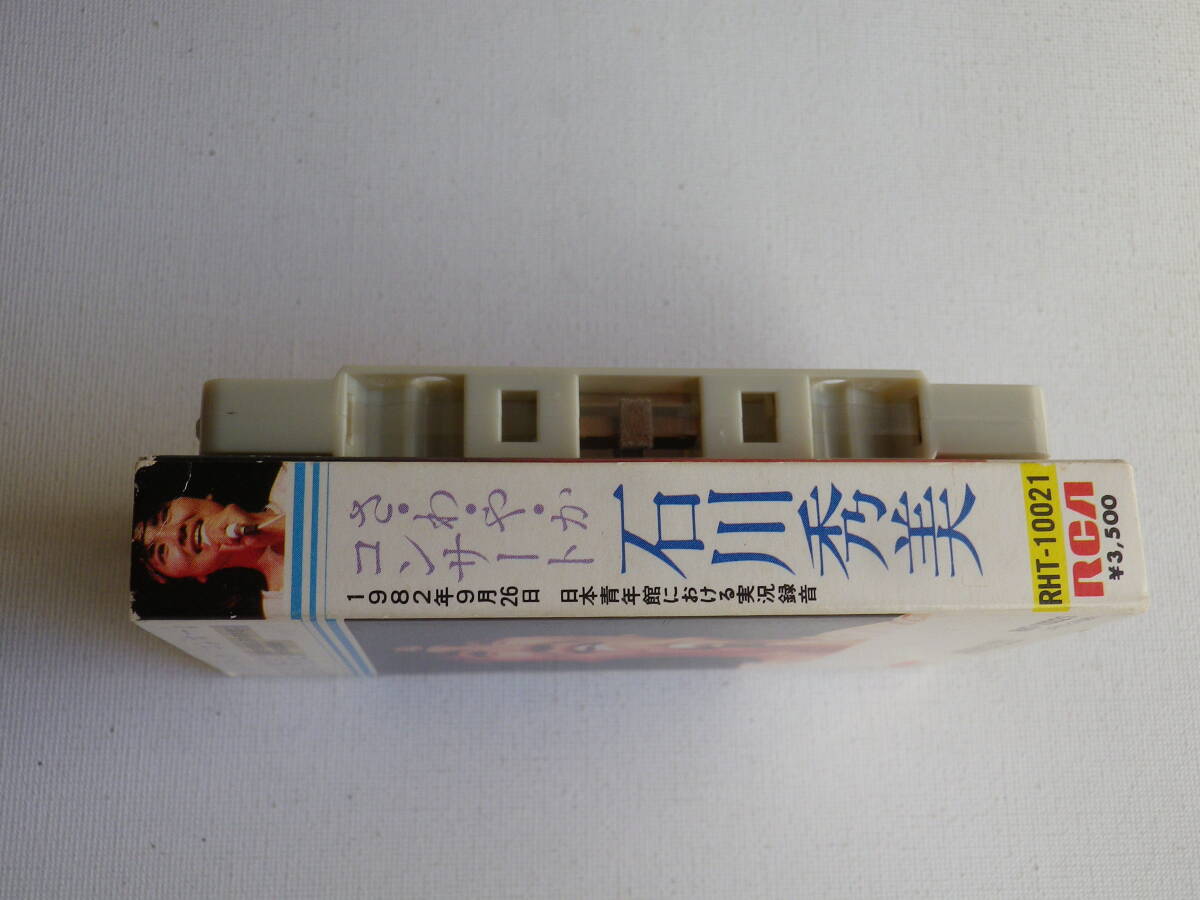 さ・わ・や・か
コンサート
石川秀美
1982年9月26日 日本青年館における実況録音
RHT-10021
RCA
¥3,500